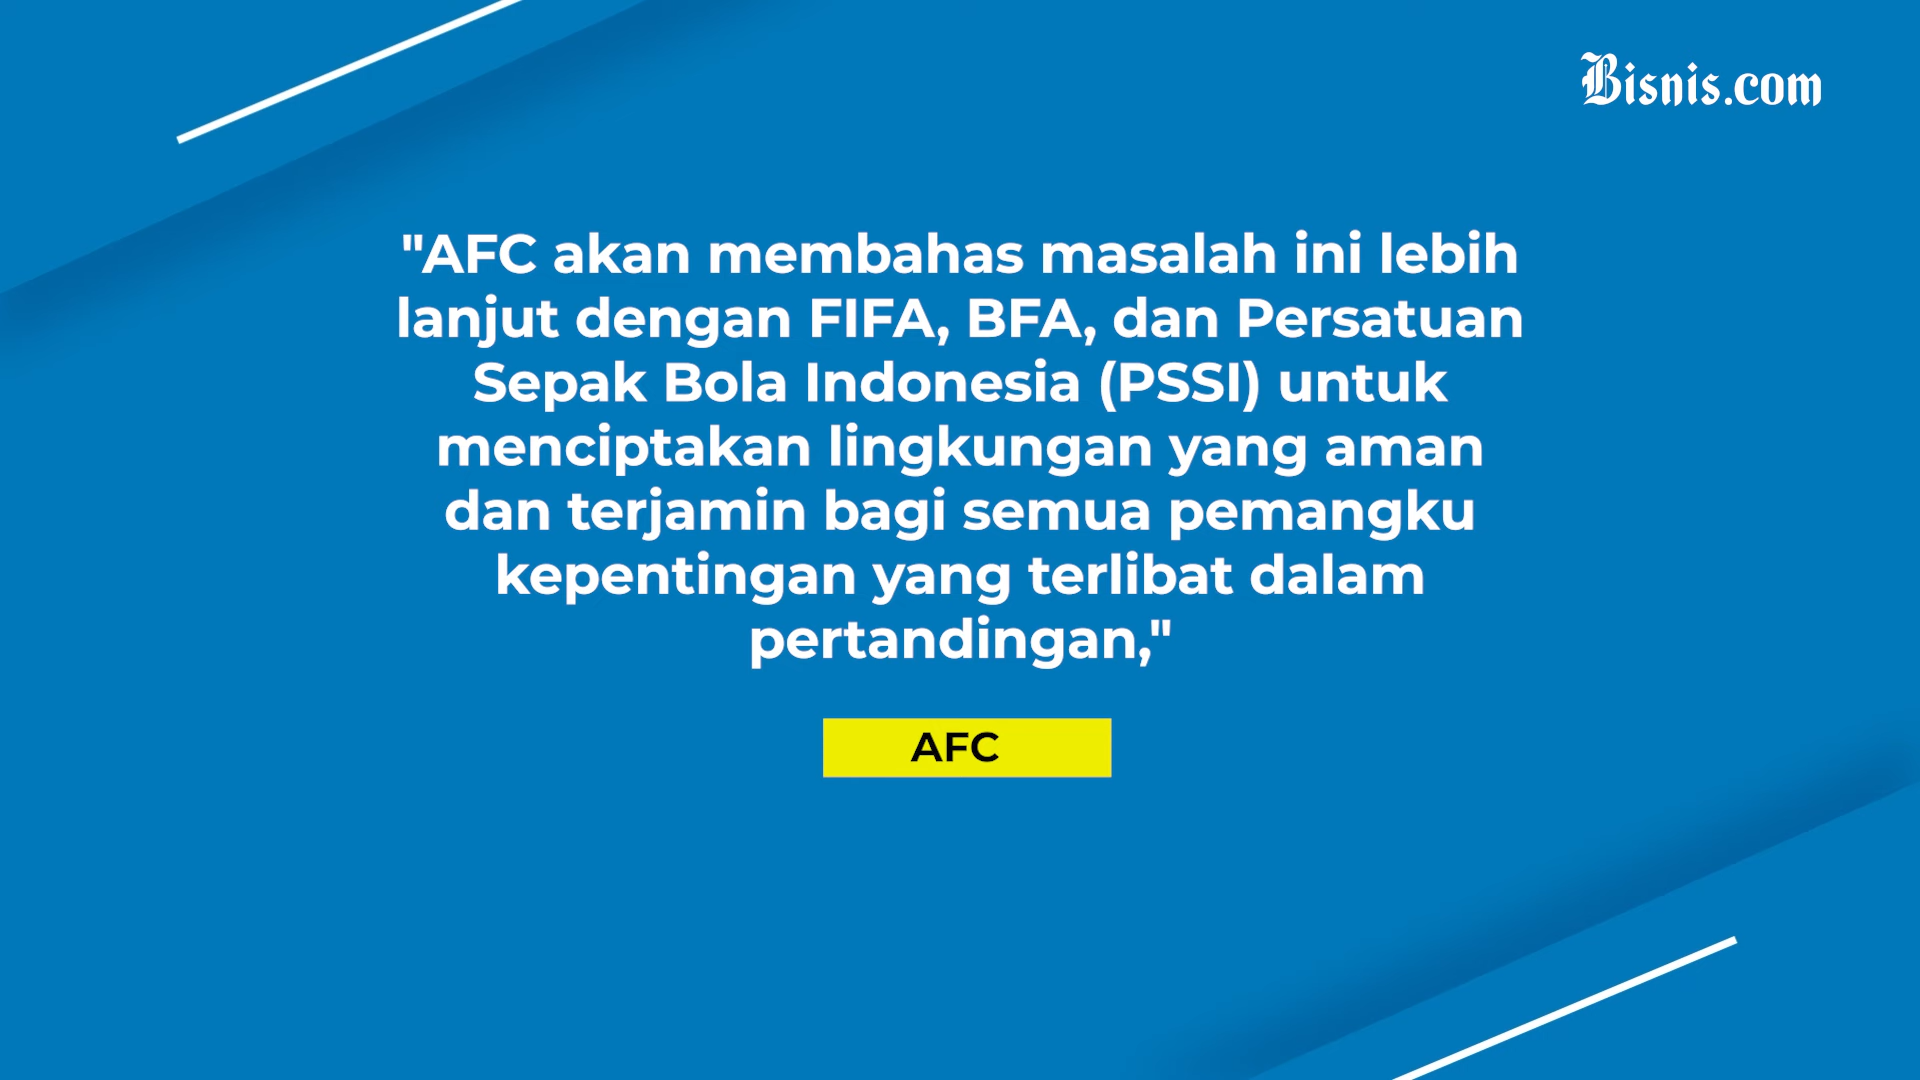 Bisnis.com
"AFC akan membahas masalah ini lebih
lanjut dengan FIFA, BFA, dan Persatuan
Sepak Bola Indonesia (PSSI) untuk
menciptakan lingkungan yang aman
dan terjamin bagi semua pemangku
kepentingan yang terlibat dalam
pertandingan,"
AFC